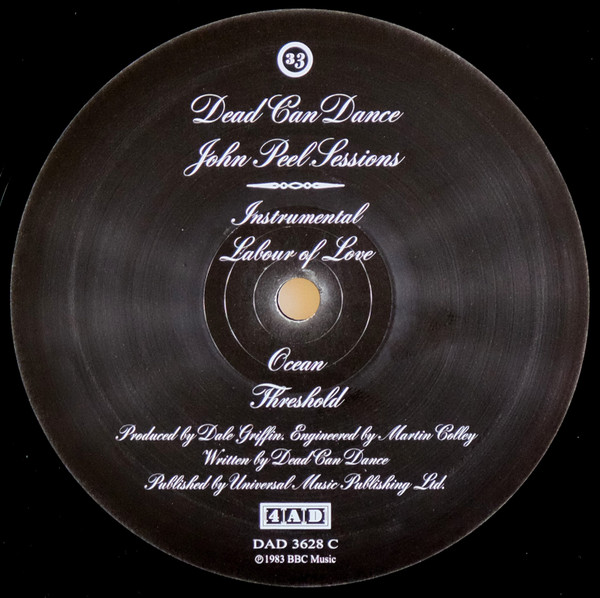 33
Dead Can Dance
John Peel Sessions
Instrumental
Labour of Love
Ocean
Threshold
Produced by Dale Griffin. Engineered by Martin Colley
Written by Dead Can Dance
Published by Universal Music Publishing Ltd.
4AD
DAD 3628 C
℗ 1983 BBC Music